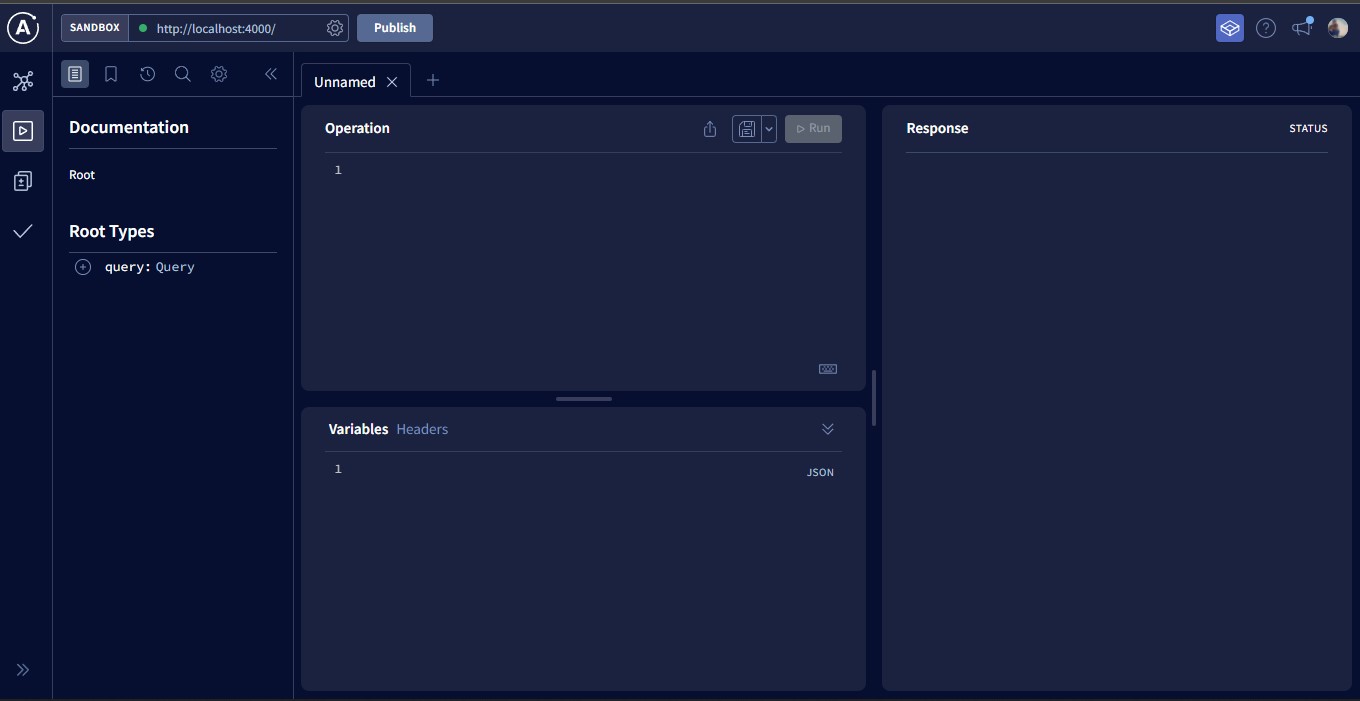 SANDBOX http://localhost:4000/ Publish
Unnamed
Documentation
Root
Root Types
query: Query
Operation Run
1
Variables Headers
1 JSON
Response STATUS